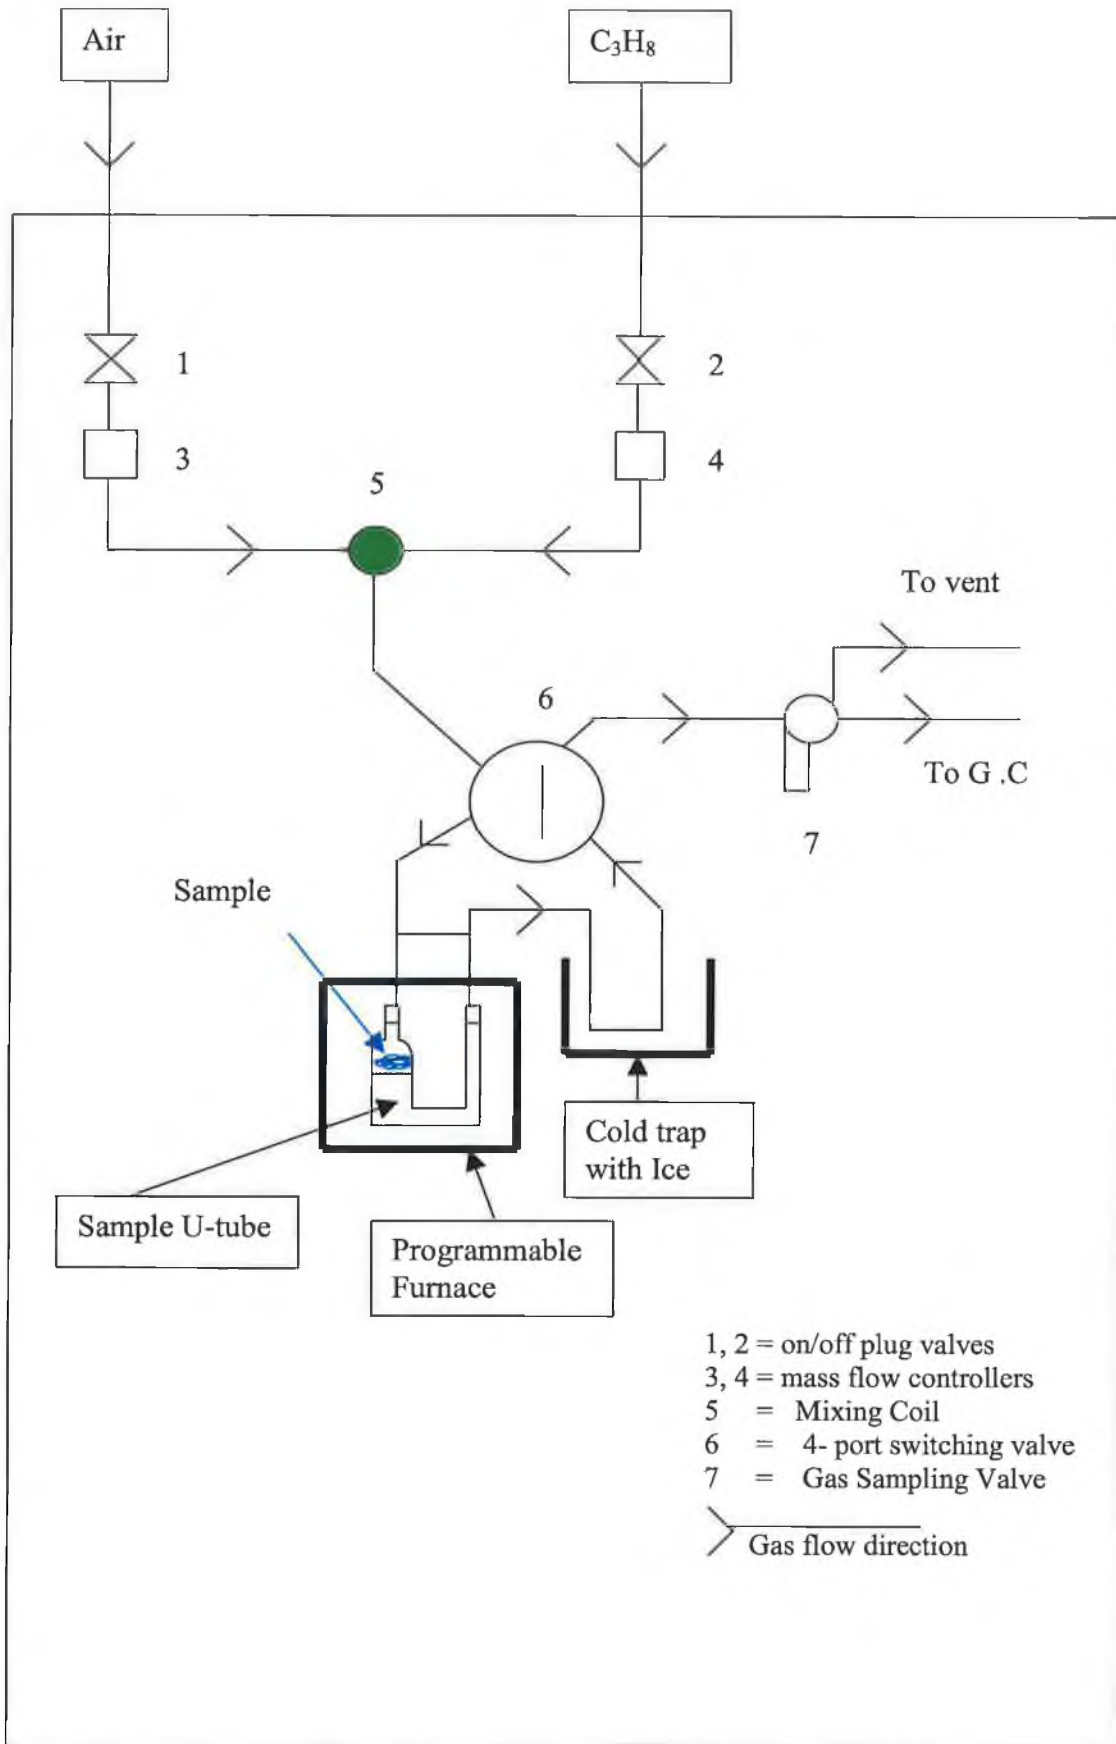 Air
C₃H₈
1
2
3
4
5
To vent
6
To G .C
7
Sample
Cold trap
with Ice
Sample U-tube
Programmable
Furnace
1, 2 = on/off plug valves
3, 4 = mass flow controllers
5 = Mixing Coil
6 = 4- port switching valve
7 = Gas Sampling Valve
Gas flow direction